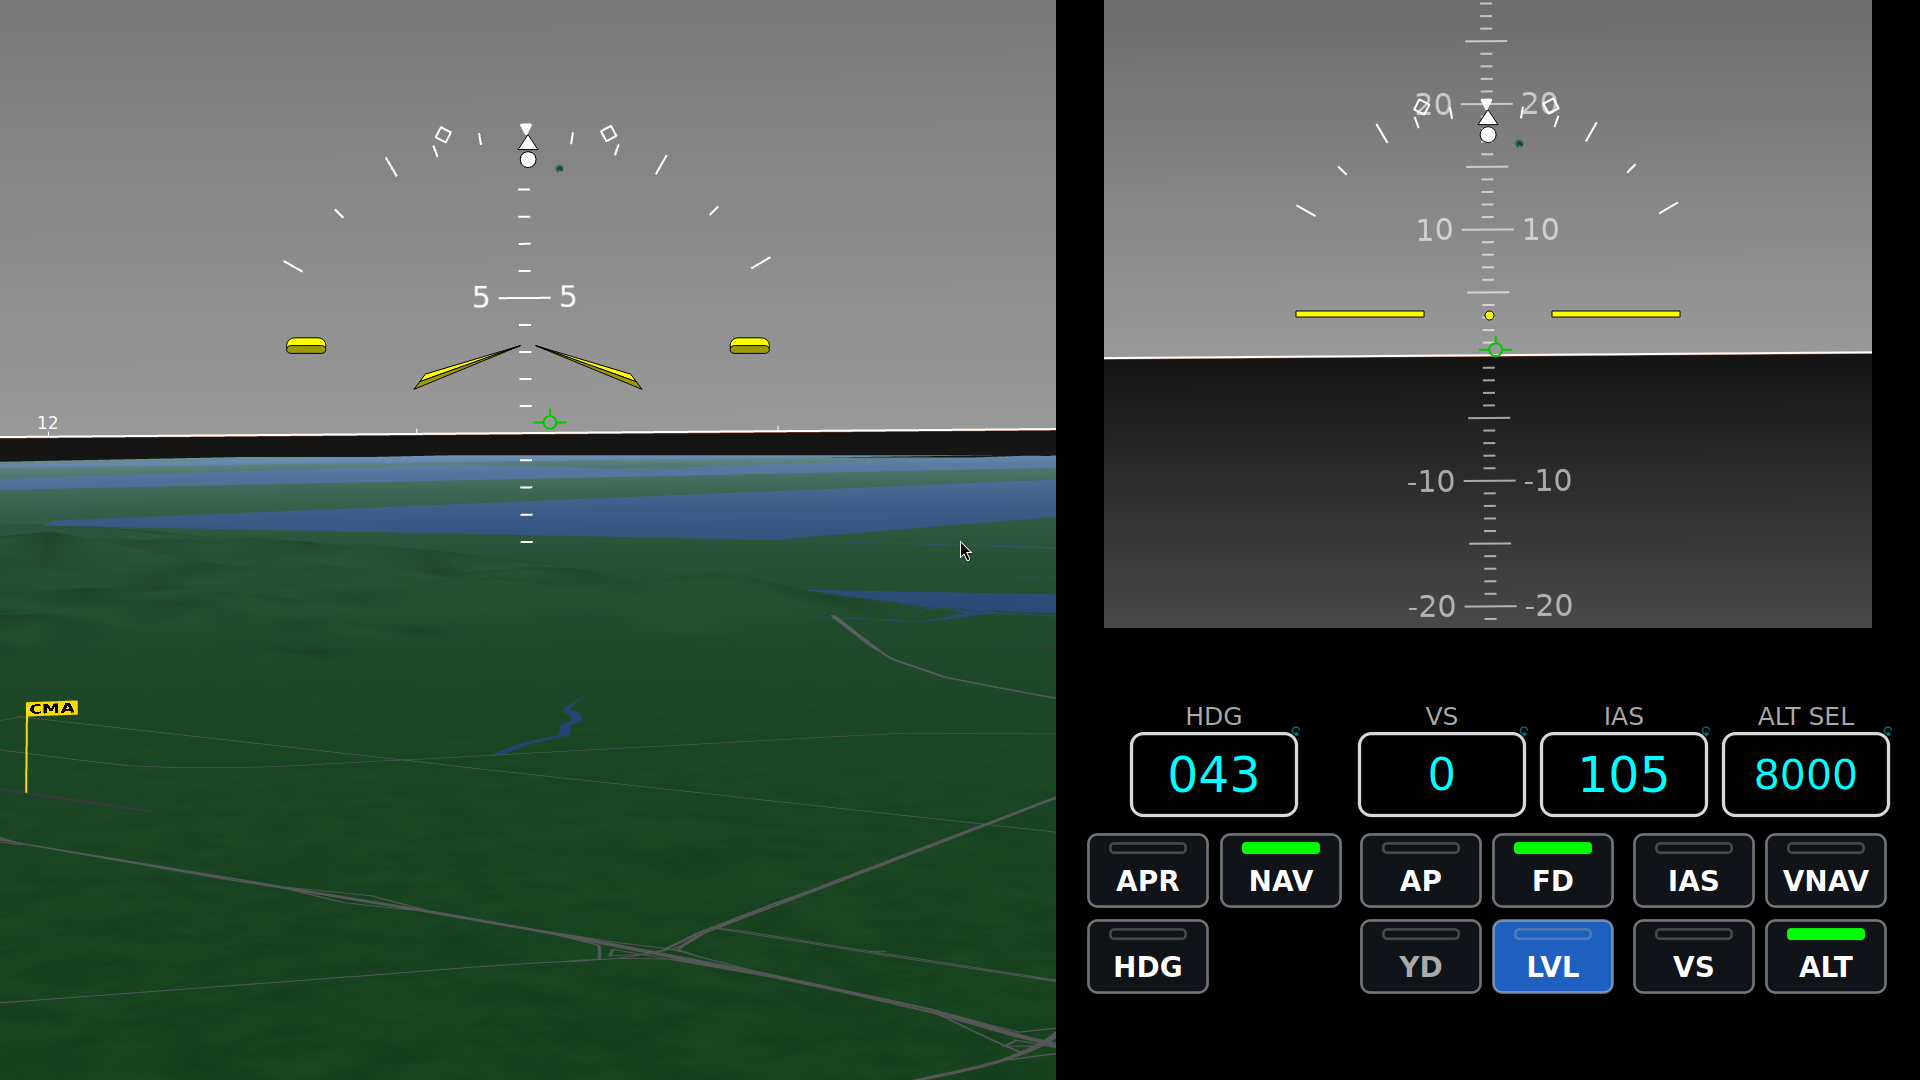 5 5
12
CMA
20 20
10 10
-10 -10
-20 -20
HDG VS IAS ALT SEL
043 0 105 8000
APR NAV AP FD IAS VNAV
HDG YD LVL VS ALT